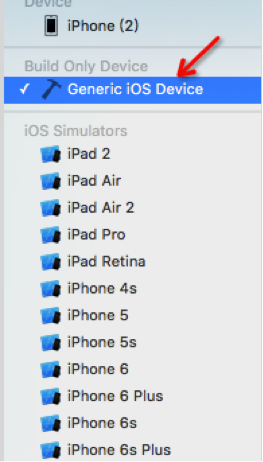 Device
iPhone (2)
Build Only Device
Generic iOS Device
iOS Simulators
iPad 2
iPad Air
iPad Air 2
iPad Pro
iPad Retina
iPhone 4s
iPhone 5
iPhone 5s
iPhone 6
iPhone 6 Plus
iPhone 6s
iPhone 6s Plus